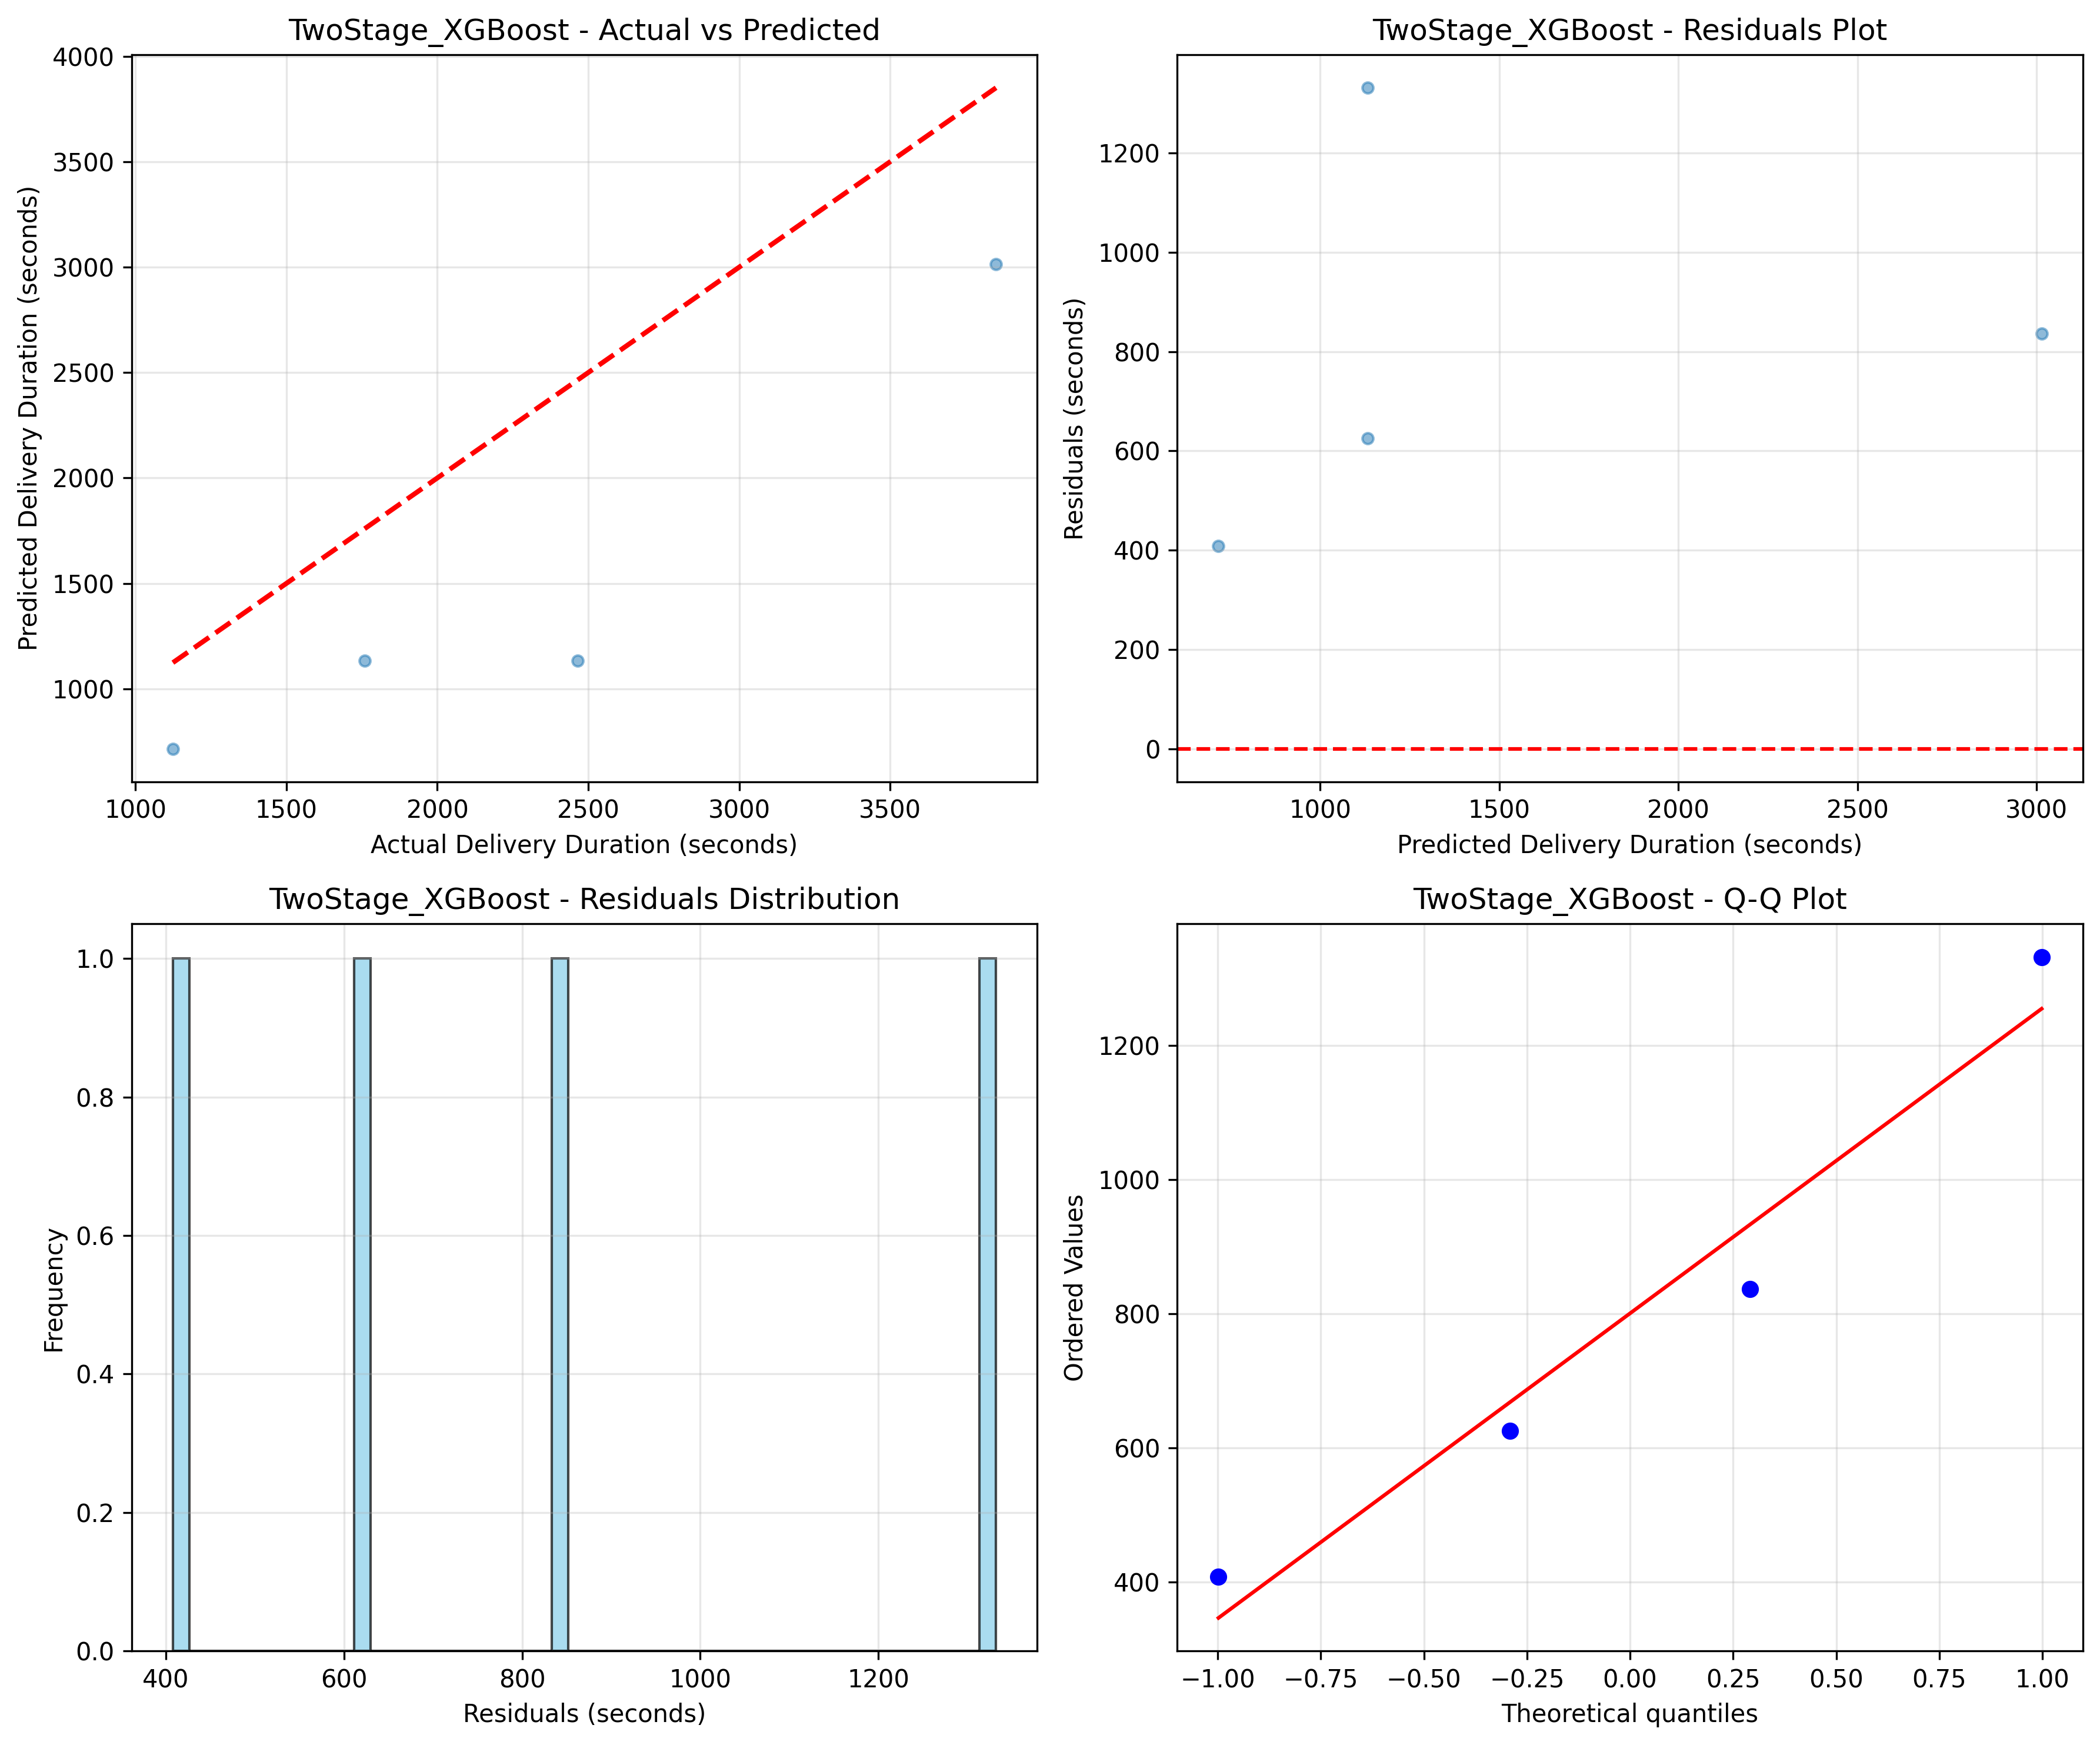 TwoStage_XGBoost - Actual vs Predicted
4000
3500
3000
2500
2000
1500
1000
Predicted Delivery Duration (seconds)
1000 1500 2000 2500 3000 3500
Actual Delivery Duration (seconds)
TwoStage_XGBoost - Residuals Plot
1200
1000
800
600
400
200
0
Residuals (seconds)
1000 1500 2000 2500 3000
Predicted Delivery Duration (seconds)
TwoStage_XGBoost - Residuals Distribution
1.0
0.8
0.6
0.4
0.2
0.0
Frequency
400 600 800 1000 1200
Residuals (seconds)
TwoStage_XGBoost - Q-Q Plot
1200
1000
800
600
400
Ordered Values
−1.00 −0.75 −0.50 −0.25 0.00 0.25 0.50 0.75 1.00
Theoretical quantiles